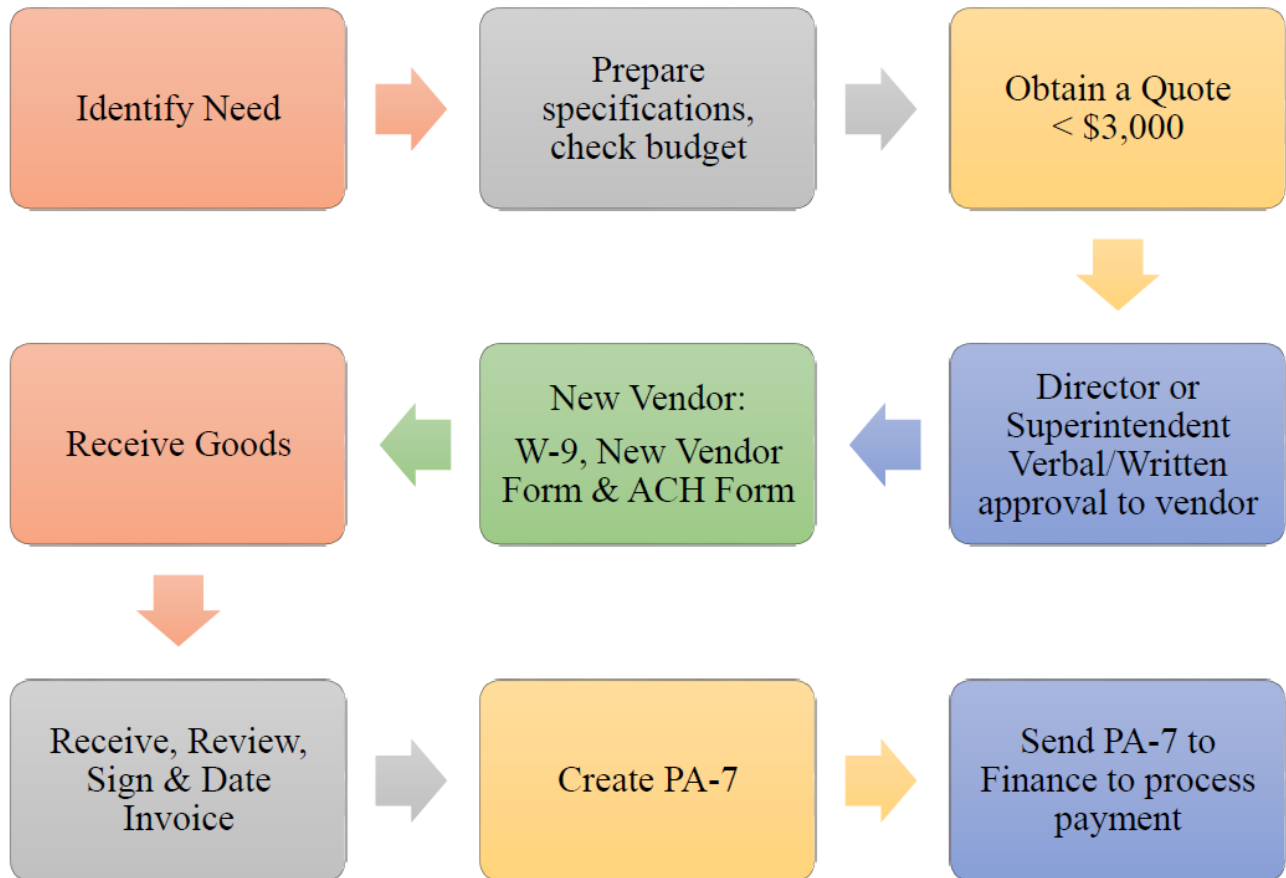 Identify Need
Prepare
specifications,
check budget
Obtain a Quote
< $3,000
Director or
Superintendent
Verbal/Written
approval to vendor
New Vendor:
W-9, New Vendor
Form & ACH Form
Receive Goods
Receive, Review,
Sign & Date
Invoice
Create PA-7
Send PA-7 to
Finance to process
payment